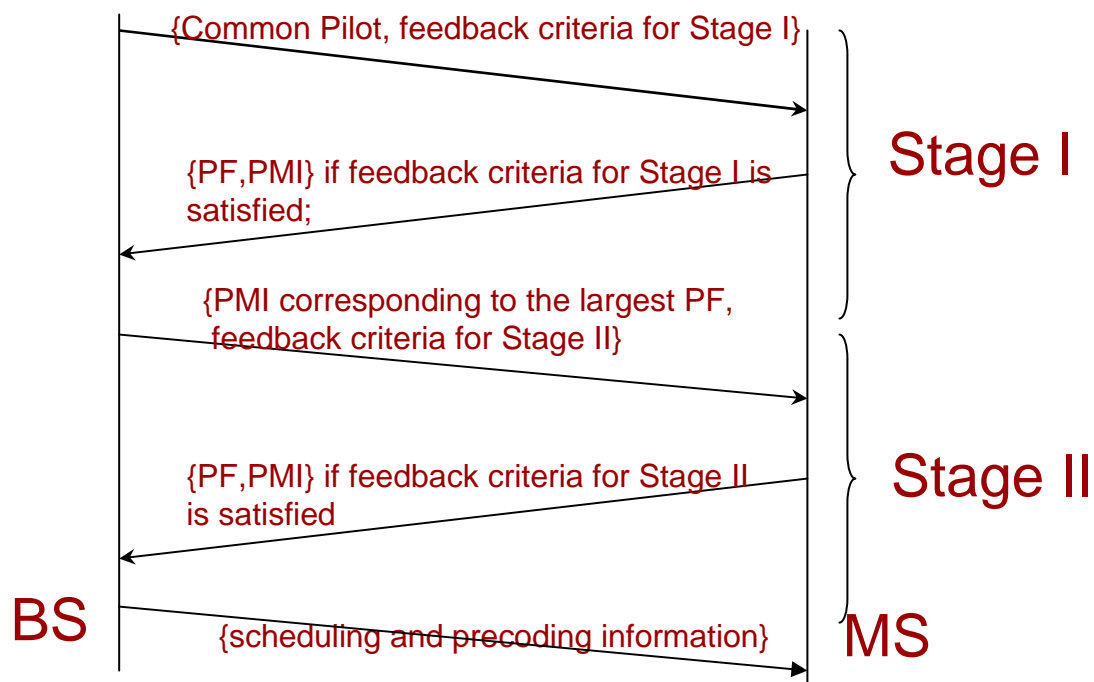 {Common Pilot, feedback criteria for Stage I}
Stage I
{PF,PMI} if feedback criteria for Stage I is
satisfied;
{PMI corresponding to the largest PF,
feedback criteria for Stage II}
{PF,PMI} if feedback criteria for Stage II
is satisfied
Stage II
BS
{scheduling and precoding information}
MS